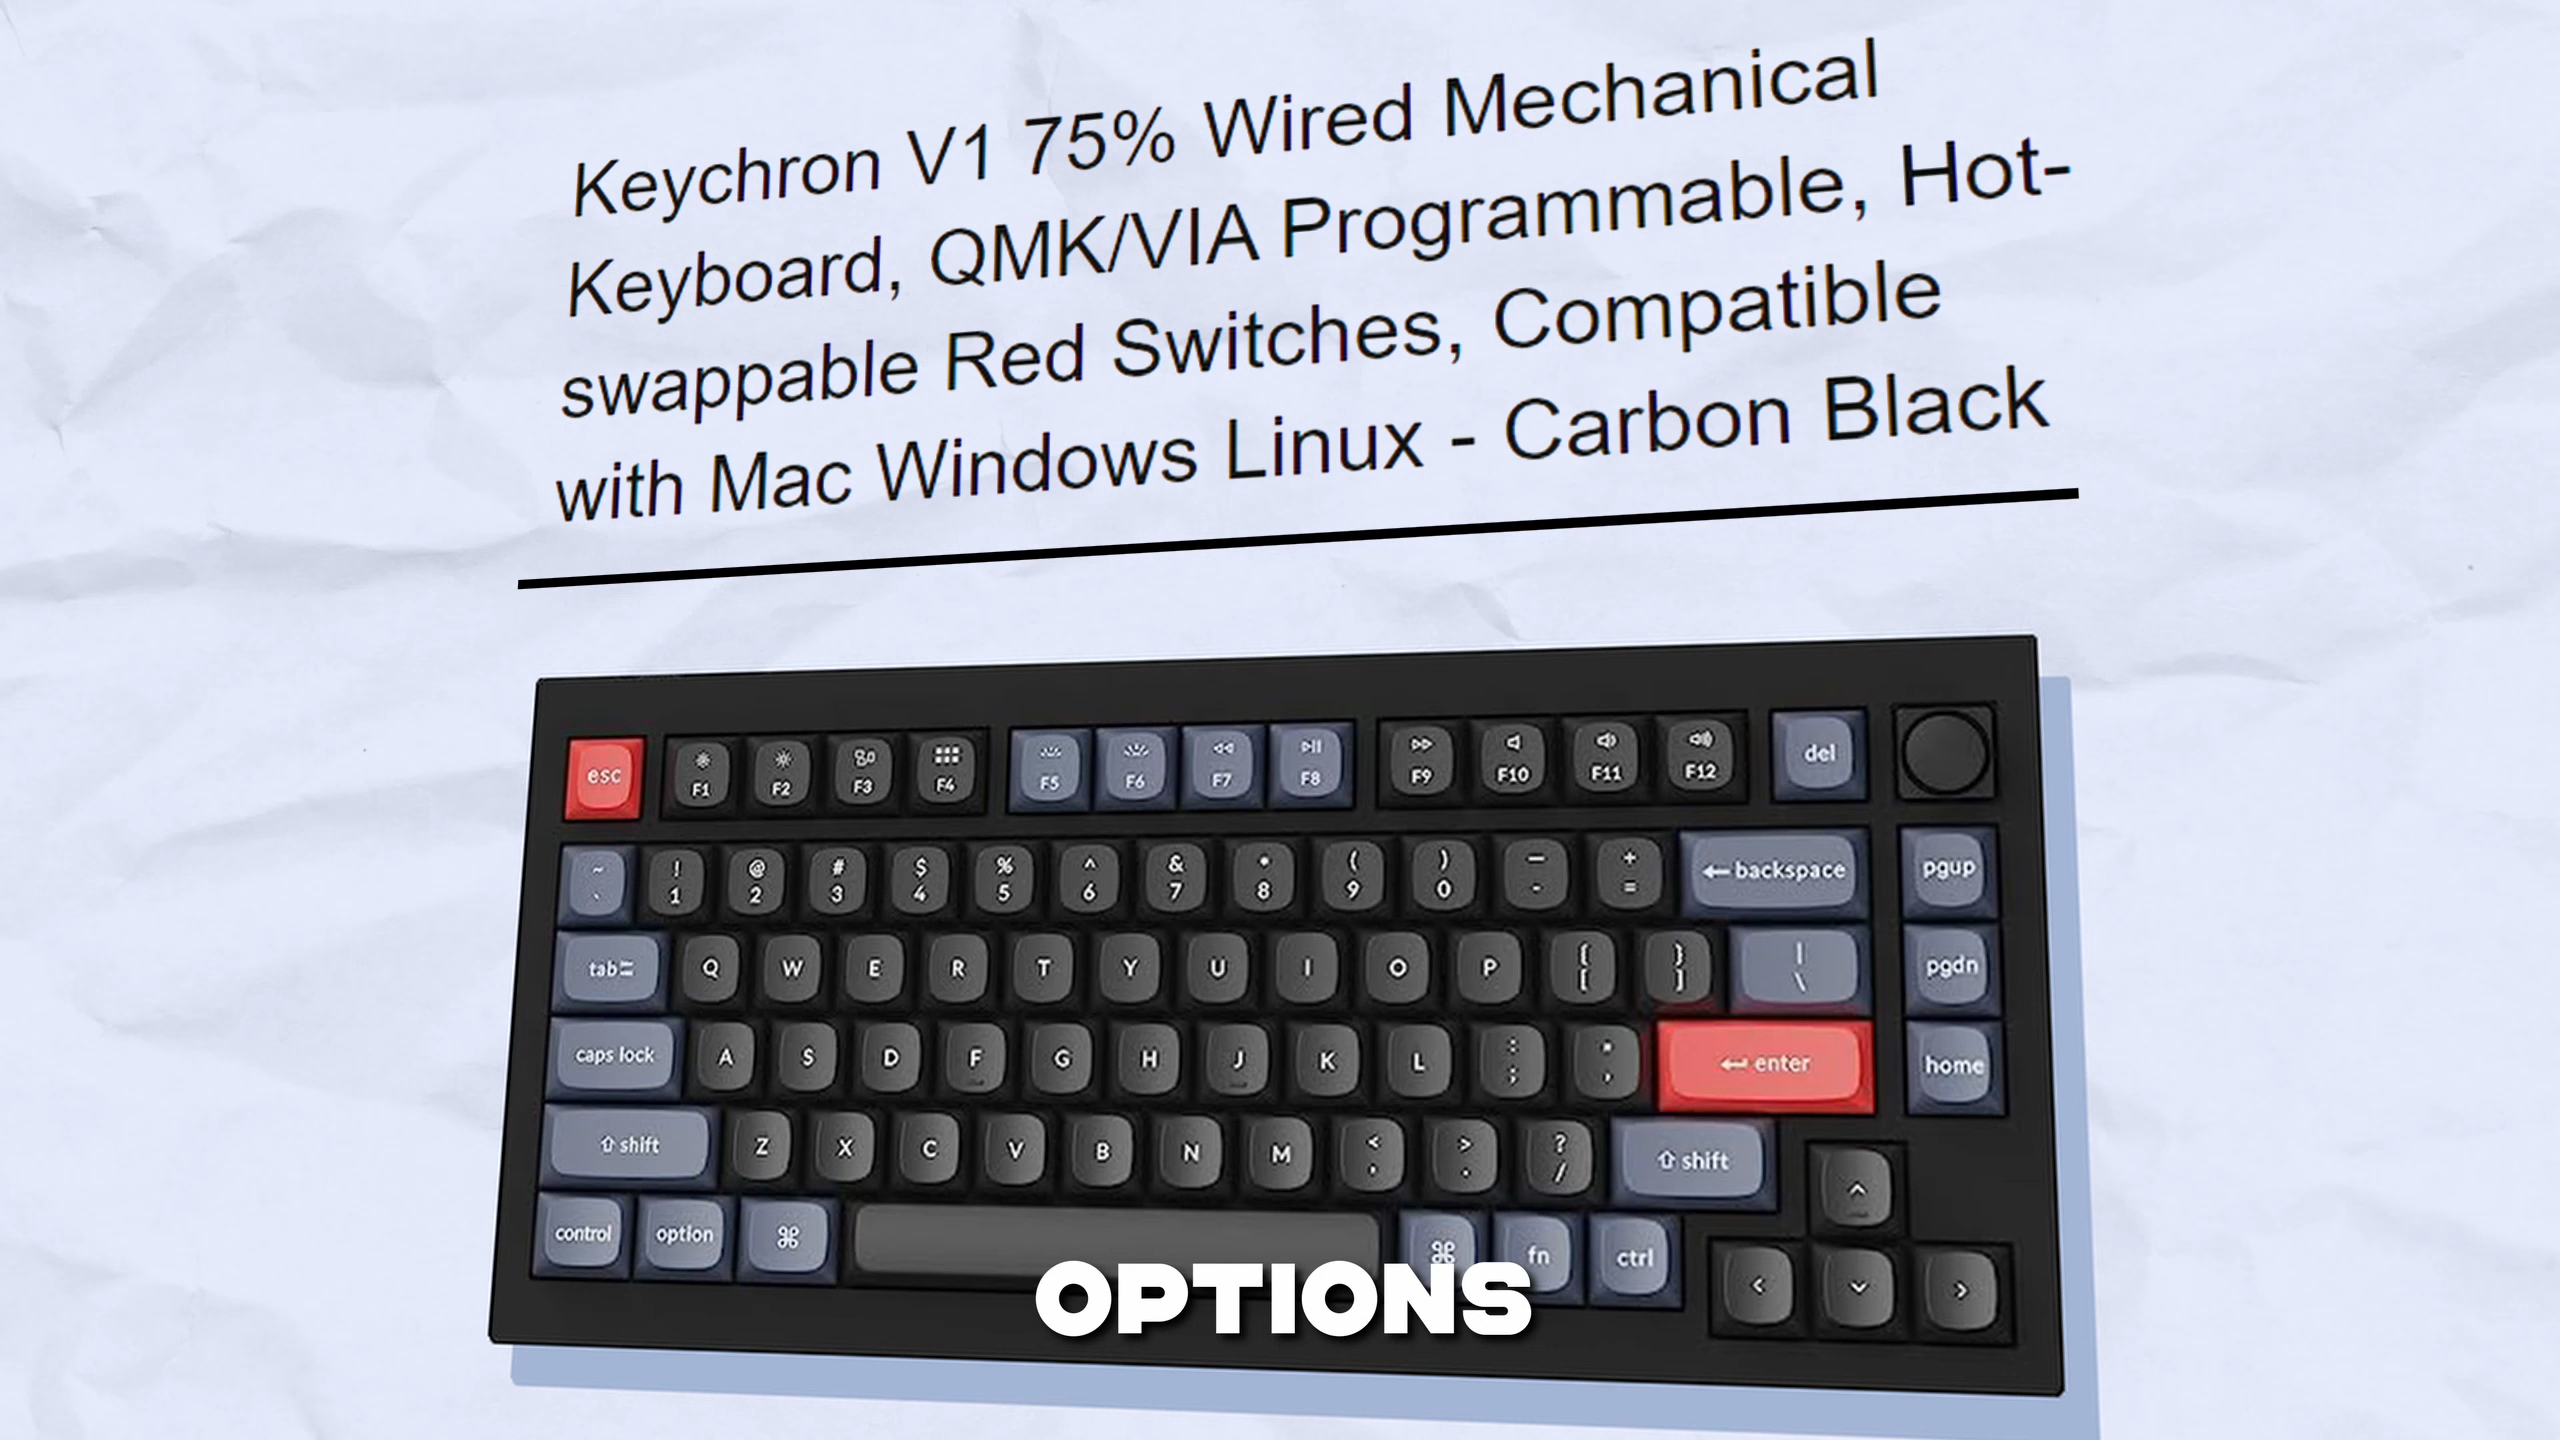 Keychron V1 75% Wired Mechanical
Keyboard, QMK/VIA Programmable, Hot-
swappable Red Switches, Compatible
with Mac Windows Linux - Carbon Black
esc F1 F2 F3 F4 F5 F6 F7 F8 F9 F10 F11 F12 del
~ ! @ # $ % ^ & * ( ) — +
` 1 2 3 4 5 6 7 8 9 0 - = backspace pgup
tab Q W E R T Y U I O P { [ } ] | \ pgdn
caps lock A S D F G H J K L : ; " ' enter home
shift Z X C V B N M < , > . ? / shift ^
control option ⌘ ⌘ fn ctrl < ⌄ >
OPTIONS